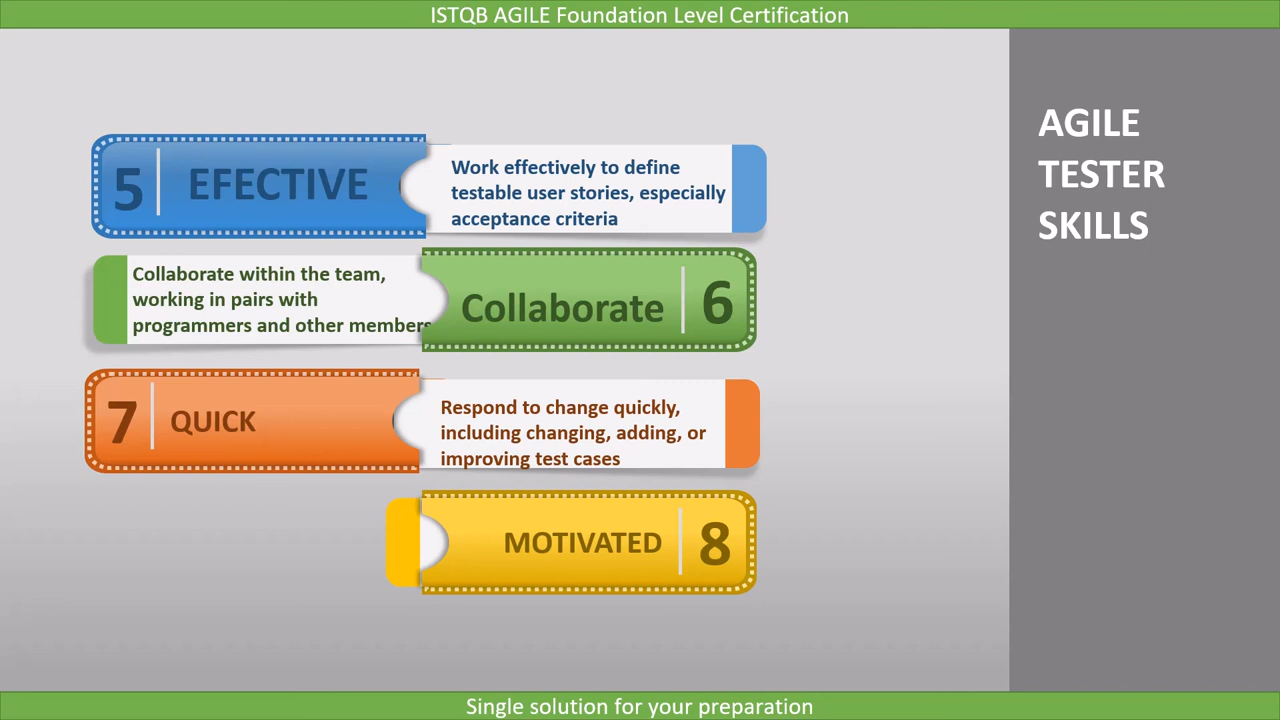 ISTQB AGILE Foundation Level Certification
AGILE
TESTER
SKILLS
5
EFECTIVE
Work effectively to define
testable user stories, especially
acceptance criteria
Collaborate within the team,
working in pairs with
programmers and other members
Collaborate
6
7
QUICK
Respond to change quickly,
including changing, adding, or
improving test cases
MOTIVATED
8
Single solution for your preparation